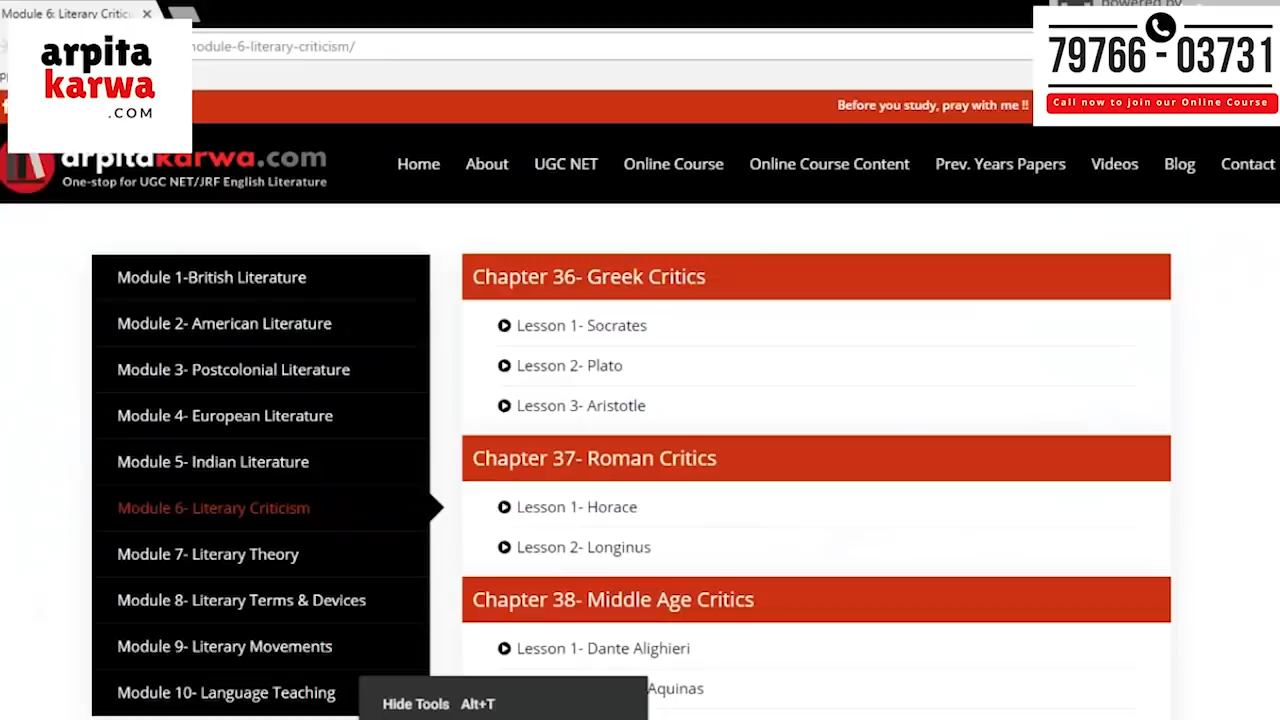 Module 6: Literary Critic
powered by
arpita
karwa
.COM
nodule-6-literary-criticism/
79766 - 03731
Call now to join our Online Course
Before you study, pray with me !!
arpitakarwa.com
One-stop for UGC NET/JRF English Literature
Home
About
UGC NET
Online Course
Online Course Content
Prev. Years Papers
Videos
Blog
Contact
Module 1-British Literature
Module 2- American Literature
Module 3- Postcolonial Literature
Module 4- European Literature
Module 5- Indian Literature
Module 6- Literary Criticism
Module 7- Literary Theory
Module 8- Literary Terms & Devices
Module 9- Literary Movements
Module 10- Language Teaching
Chapter 36- Greek Critics
Lesson 1- Socrates
Lesson 2- Plato
Lesson 3- Aristotle
Chapter 37- Roman Critics
Lesson 1- Horace
Lesson 2- Longinus
Chapter 38- Middle Age Critics
Lesson 1- Dante Alighieri
Aquinas
Hide Tools Alt+T